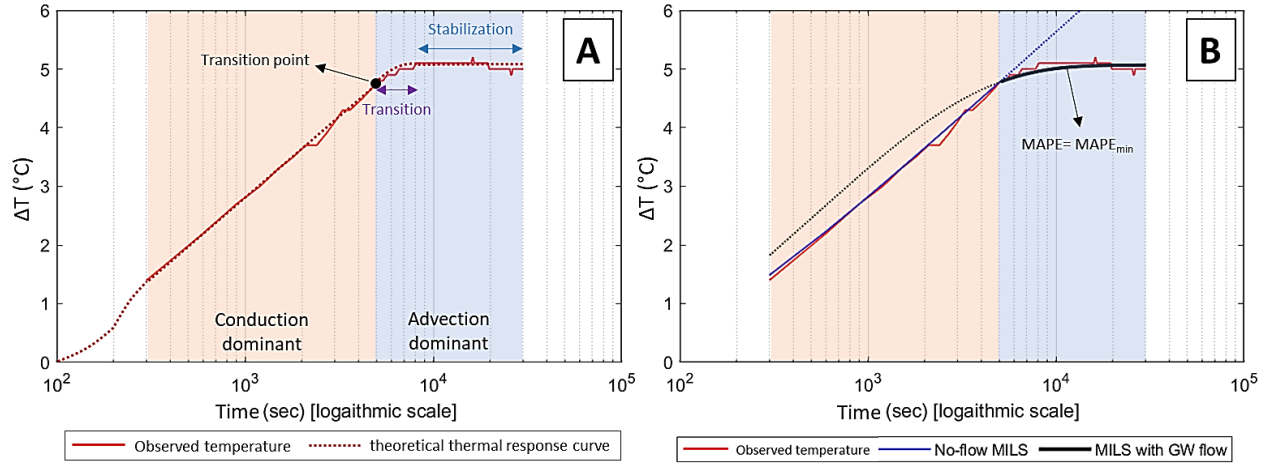 A
6
5
4
3
2
1
0
ΔT (°C)
Stabilization
Transition point
Transition
Conduction
dominant
Advection
dominant
10²
10³
10⁴
10⁵
Time (sec) [logaithmic scale]
Observed temperature
theoretical thermal response curve
B
6
5
4
3
2
1
0
ΔT (°C)
MAPE= MAPEmin
10²
10³
10⁴
10⁵
Time (sec) [logaithmic scale]
Observed temperature
No-flow MILS
MILS with GW flow